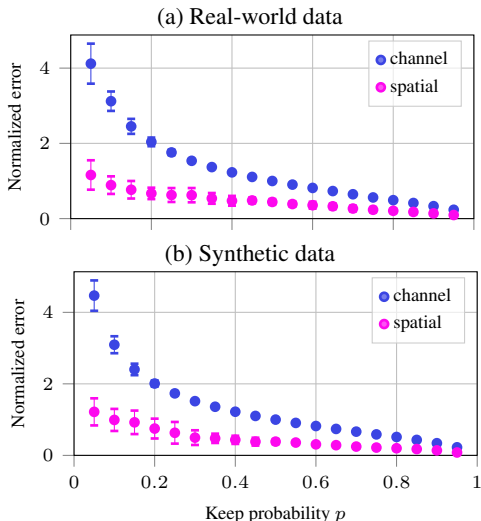 (a) Real-world data
Normalized error
4
2
0
channel
spatial
(b) Synthetic data
Normalized error
4
2
0
channel
spatial
0 0.2 0.4 0.6 0.8 1
Keep probability p